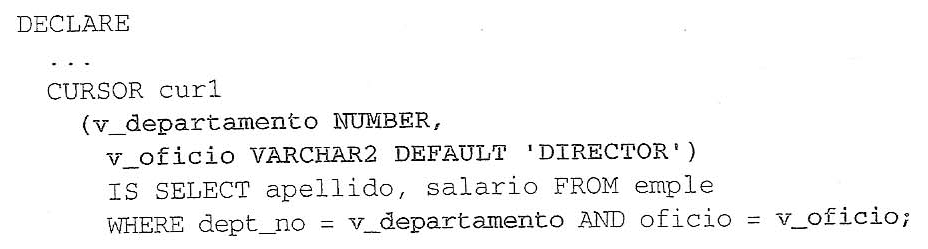 DECLARE
...
CURSOR cur1
(v_departamento NUMBER,
v_oficio VARCHAR2 DEFAULT 'DIRECTOR')
IS SELECT apellido, salario FROM emple
WHERE dept_no = v_departamento AND oficio = v_oficio;